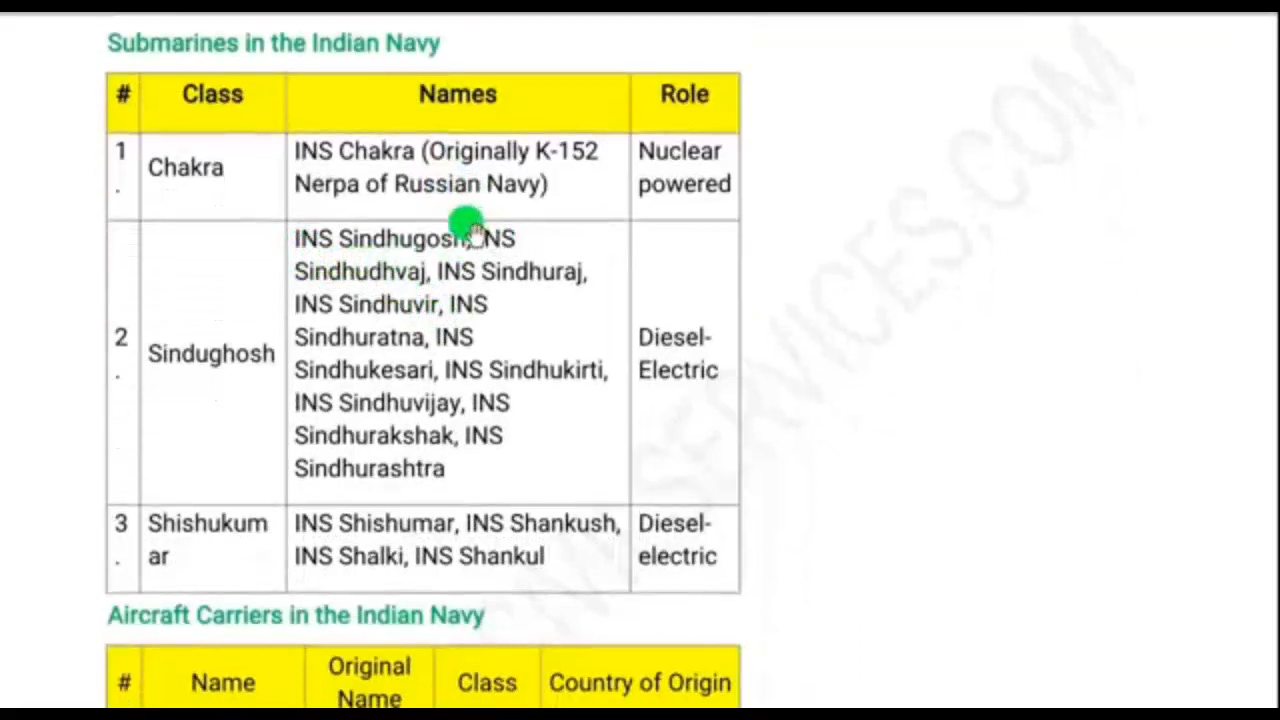 Submarines in the Indian Navy
# Class Names Role
1. Chakra INS Chakra (Originally K-152 Nerpa of Russian Navy) Nuclear powered
2. Sindughosh INS Sindhugosh, INS
Sindhudhvaj, INS Sindhuraj,
INS Sindhuvir, INS
Sindhuratna, INS
Sindhukesari, INS Sindhukirti,
INS Sindhuvijay, INS
Sindhurakshak, INS
Sindhurashtra
Diesel-
Electric
3. Shishukumar
INS Shishumar, INS Shankush,
INS Shalki, INS Shankul
Diesel-
electric
Aircraft Carriers in the Indian Navy
# Name Original Name Class Country of Origin
SERVICES.COM